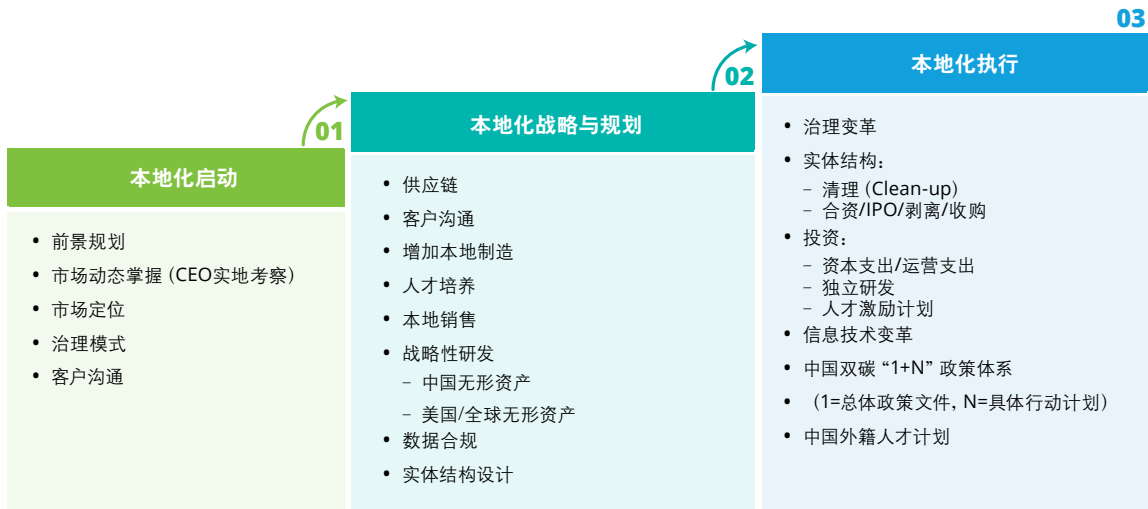 01
本地化启动
• 前景规划
• 市场动态掌握（CEO实地考察）
• 市场定位
• 治理模式
• 客户沟通
02
本地化战略与规划
• 供应链
• 客户沟通
• 增加本地制造
• 人才培养
• 本地销售
• 战略性研发
– 中国无形资产
– 美国/全球无形资产
• 数据合规
• 实体结构设计
03
本地化执行
• 治理变革
• 实体结构：
– 清理（Clean-up）
– 合资/IPO/剥离/收购
• 投资：
– 资本支出/运营支出
– 独立研发
– 人才激励计划
• 信息技术变革
• 中国双碳“1+N”政策体系
• （1=总体政策文件，N=具体行动计划）
• 中国外籍人才计划